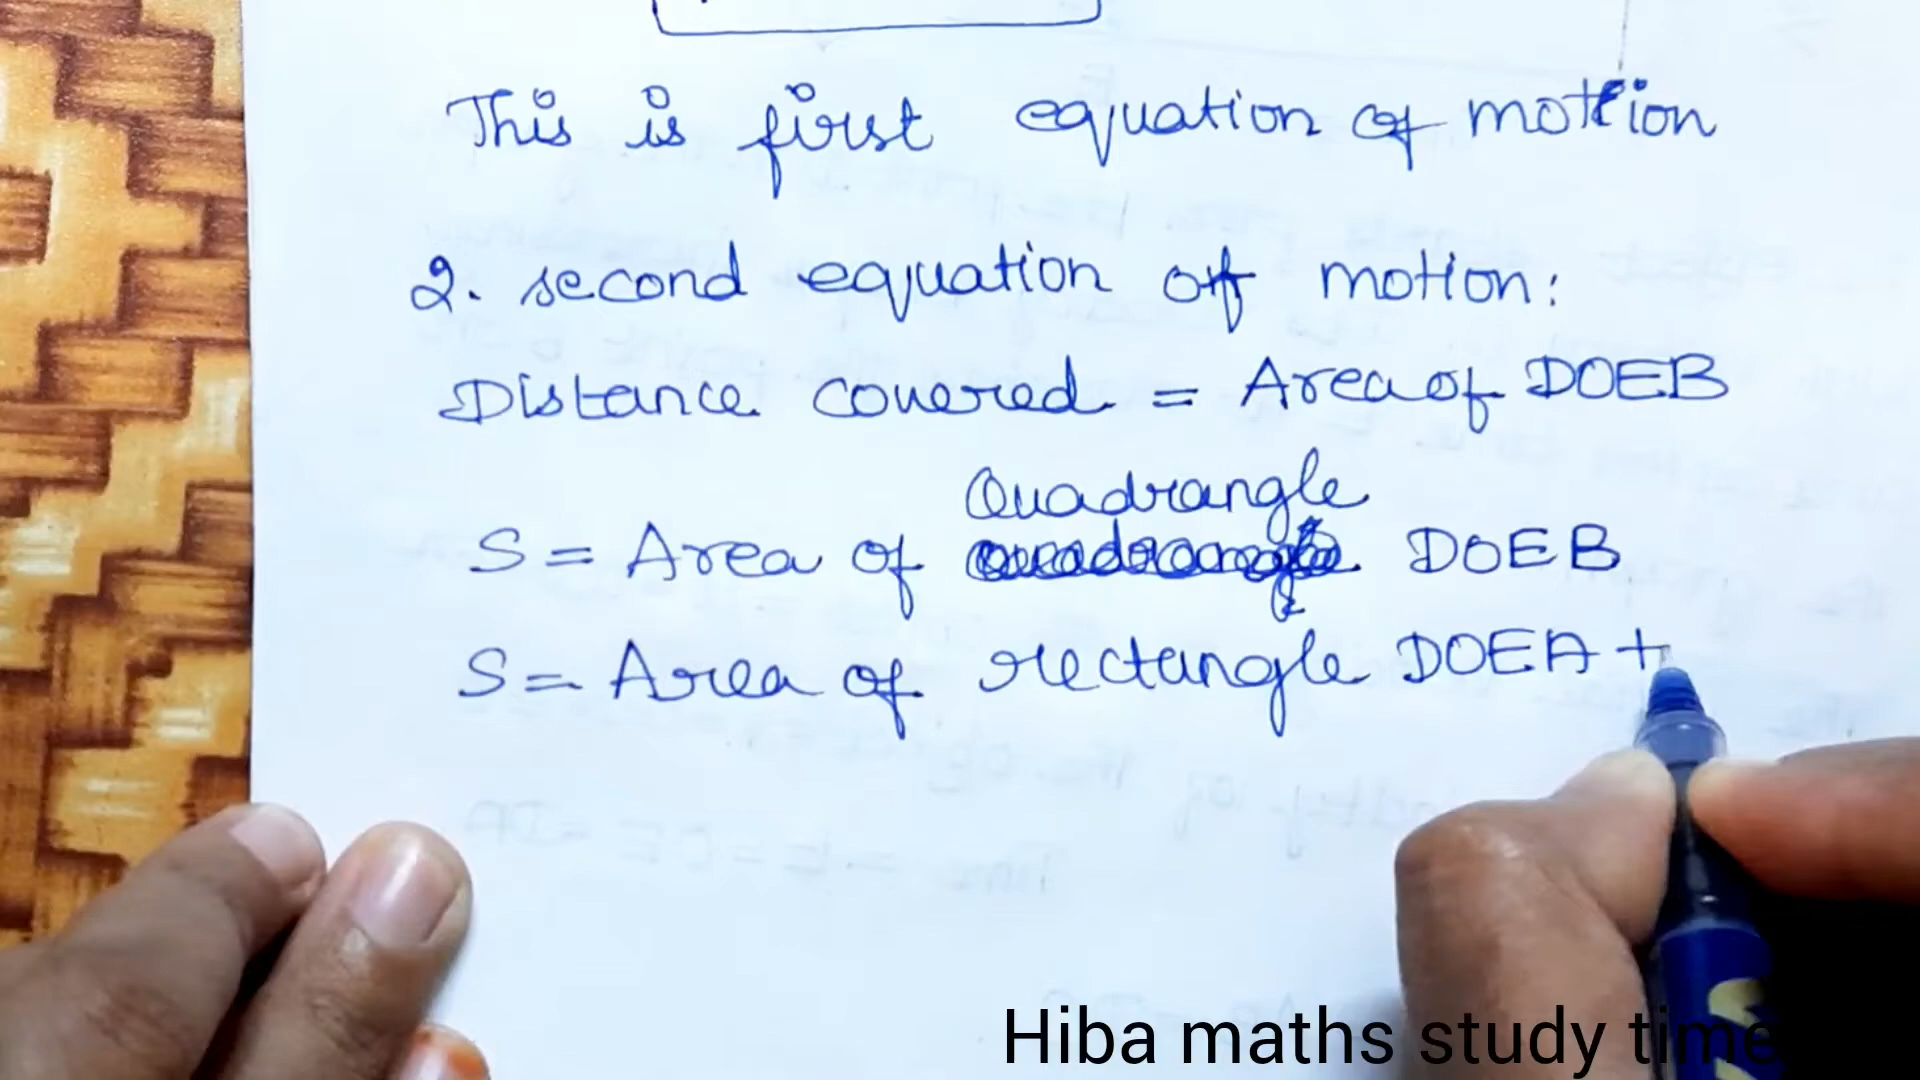 This is first equation of motion
2. second equation of motion:
Distance covered = Area of DOEB
Quadrangle
S = Area of DOEB
S = Area of rectangle DOEA +
Hiba maths study time